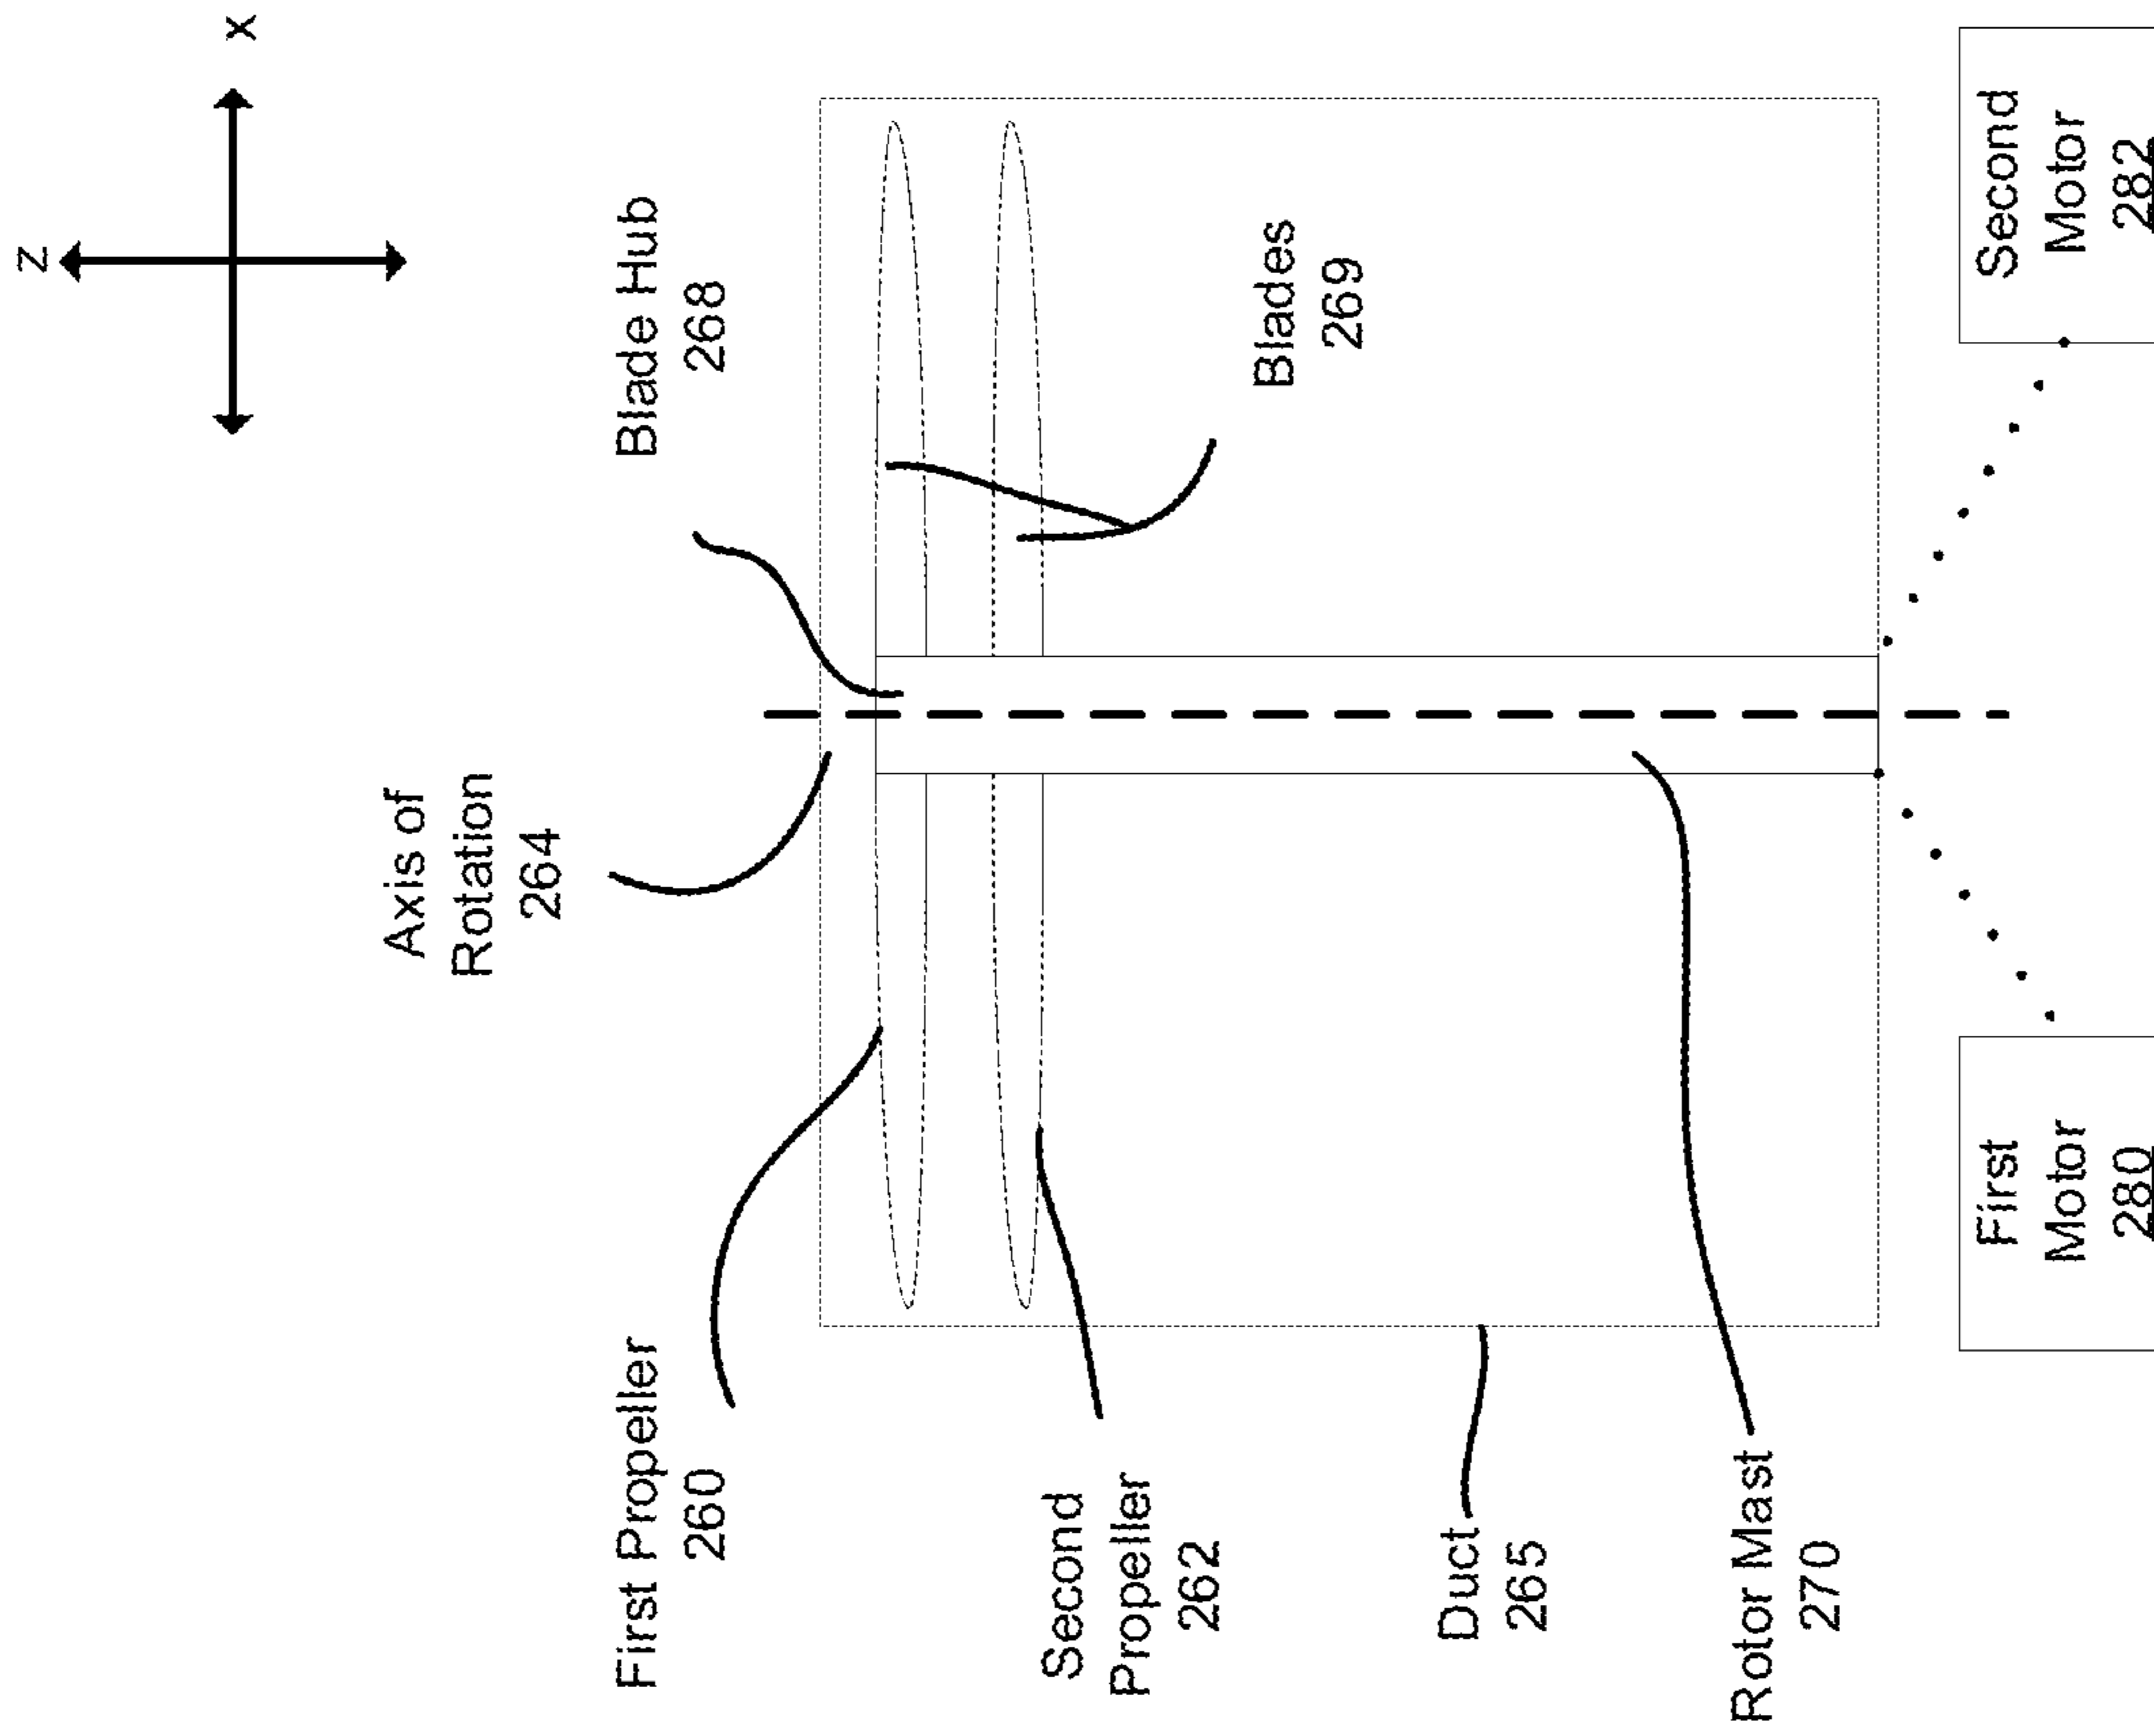 z
x
Axis of
Rotation
264
Blade Hub
268
First Propeller
260
Second
Propeller
262
Blades
269
Duct
265
Rotor Mast
270
First
Motor
280
Second
Motor
282